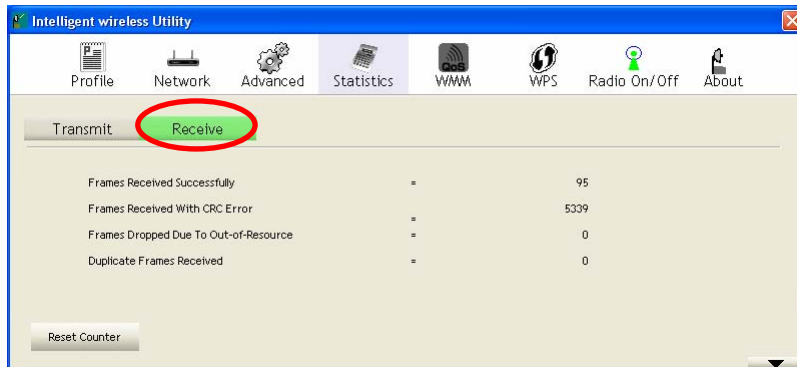 Intelligent wireless Utility
Profile Network Advanced Statistics WMM WPS Radio On/Off About
QoS
Transmit Receive
Frames Received Successfully = 95
Frames Received With CRC Error = 5339
Frames Dropped Due To Out-of-Resource = 0
Duplicate Frames Received = 0
Reset Counter